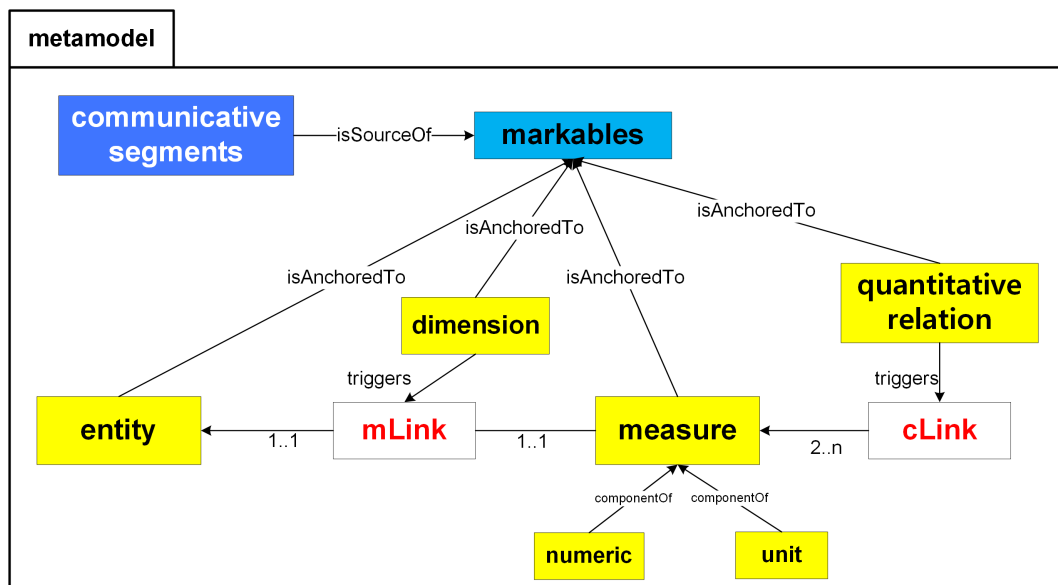 metamodel
communicative
segments
isSourceOf
markables
isAnchoredTo
isAnchoredTo
isAnchoredTo
isAnchoredTo
quantitative
relation
dimension
triggers
triggers
entity
1..1
mLink
1..1
measure
2..n
cLink
componentOf
componentOf
numeric
unit